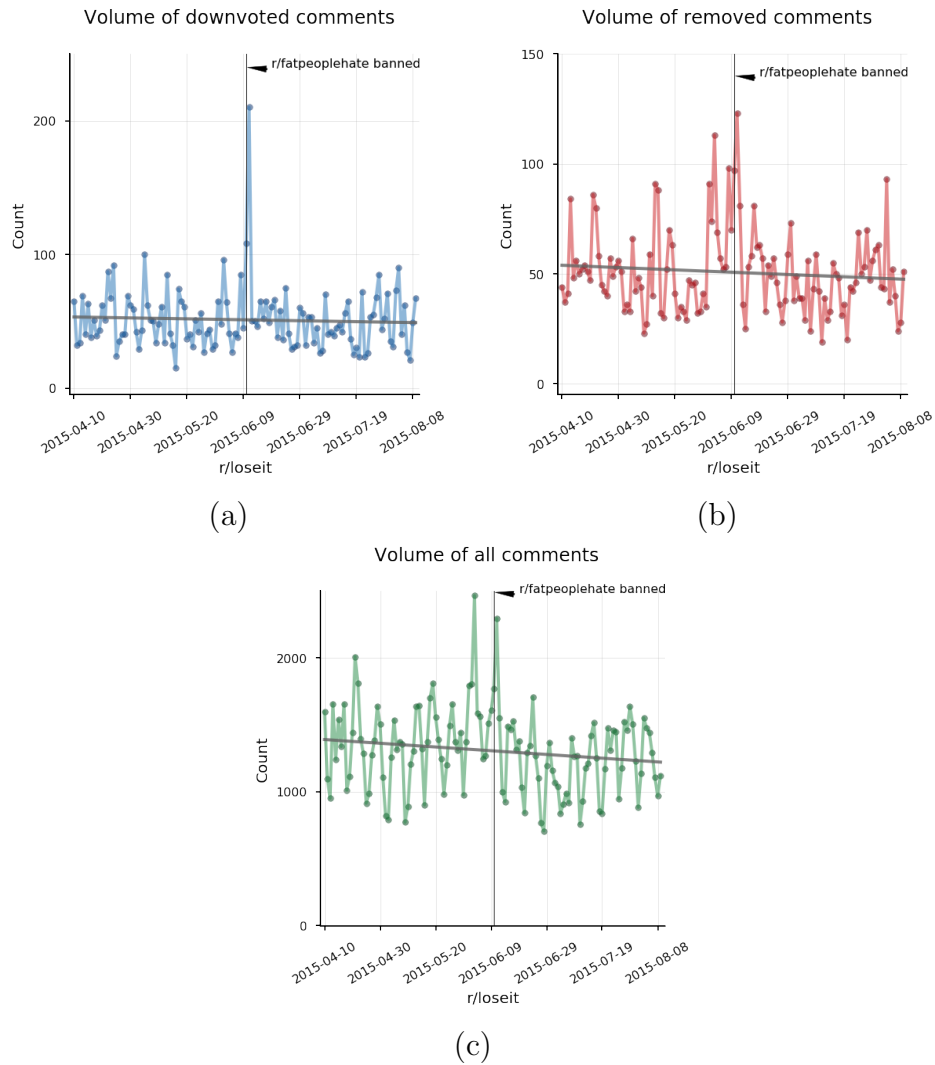 Volume of downvoted comments
r/fatpeoplehate banned
200
100
0
Count
2015-04-10
2015-04-30
2015-05-20
2015-06-09
2015-06-29
2015-07-19
2015-08-08
r/loseit
(a)
Volume of removed comments
r/fatpeoplehate banned
150
100
50
0
Count
2015-04-10
2015-04-30
2015-05-20
2015-06-09
2015-06-29
2015-07-19
2015-08-08
r/loseit
(b)
Volume of all comments
r/fatpeoplehate banned
2000
1000
0
Count
2015-04-10
2015-04-30
2015-05-20
2015-06-09
2015-06-29
2015-07-19
2015-08-08
r/loseit
(c)